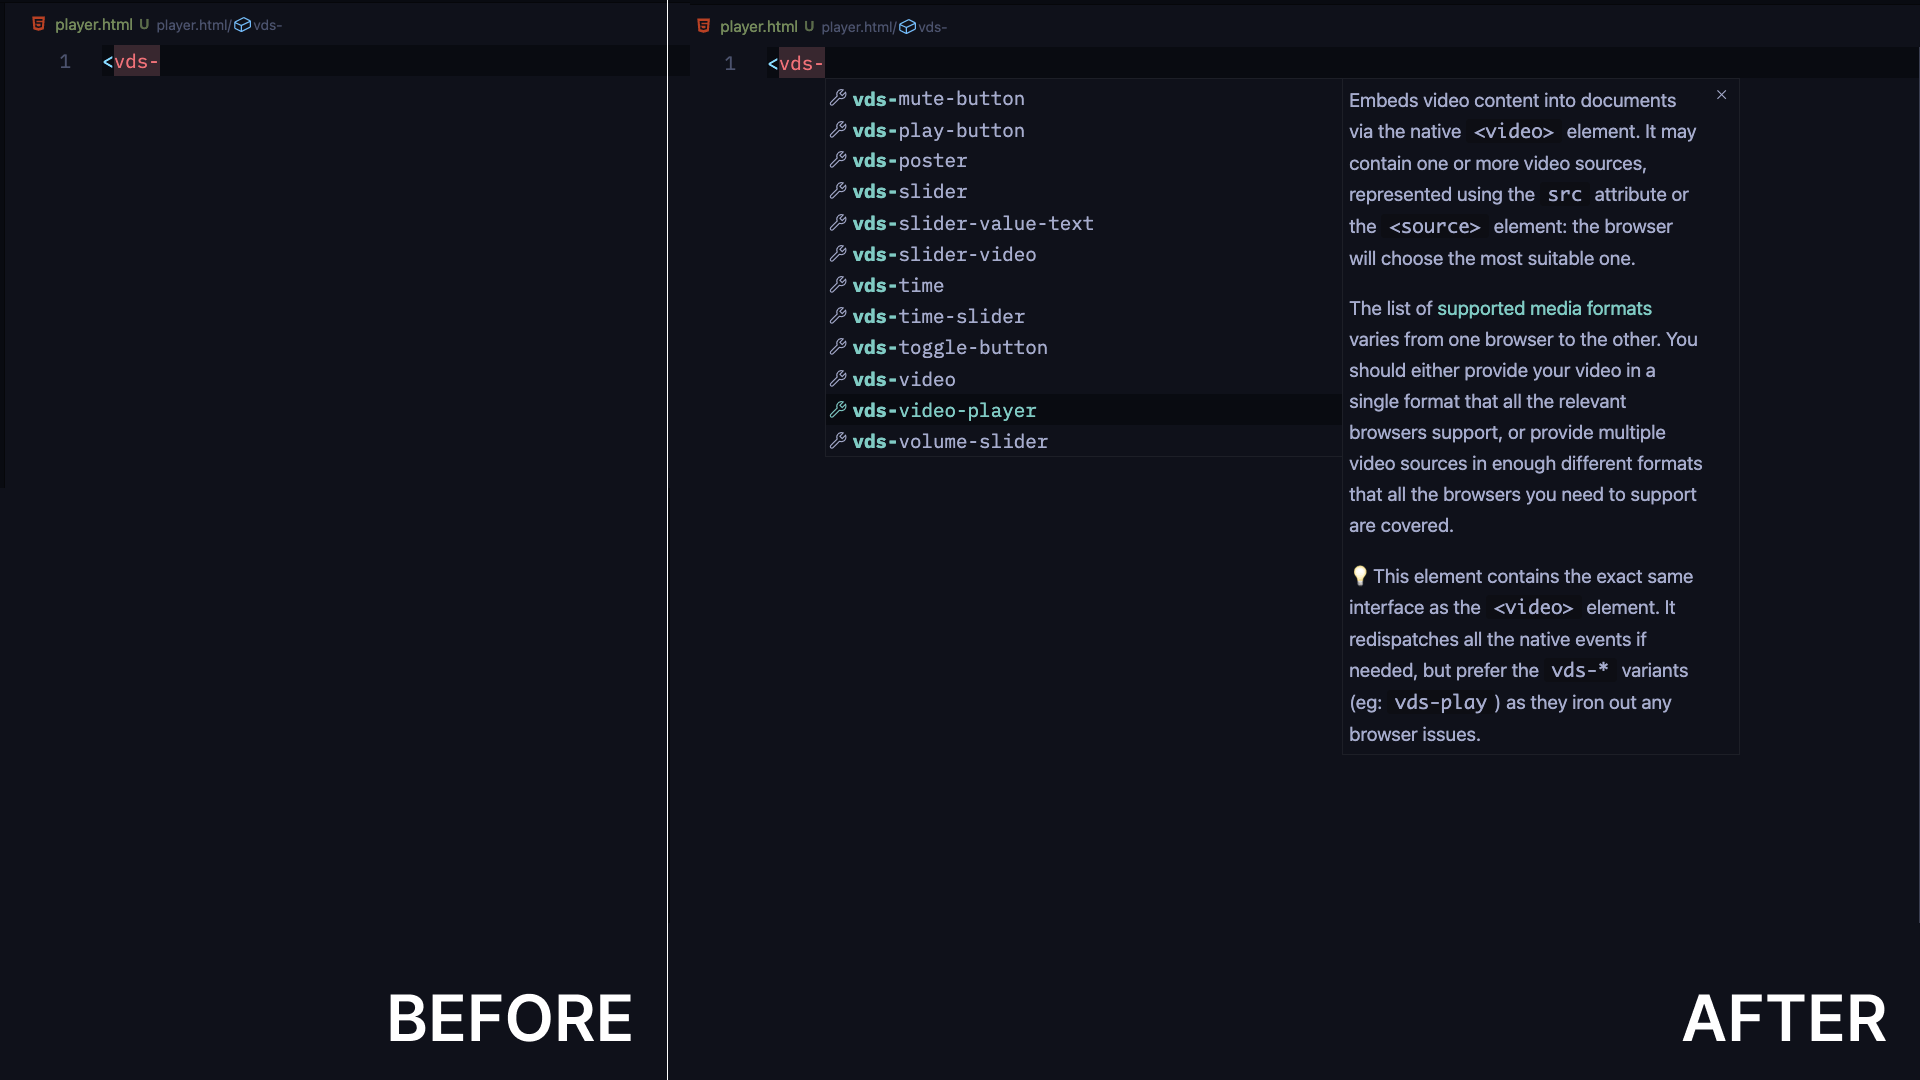 player.html U player.html/vds-
1 <vds-
BEFORE
player.html U player.html/vds-
1 <vds-
vds-mute-button
vds-play-button
vds-poster
vds-slider
vds-slider-value-text
vds-slider-video
vds-time
vds-time-slider
vds-toggle-button
vds-video
vds-video-player
vds-volume-slider
Embeds video content into documents
via the native <video> element. It may
contain one or more video sources,
represented using the src attribute or
the <source> element: the browser
will choose the most suitable one.
The list of supported media formats
varies from one browser to the other. You
should either provide your video in a
single format that all the relevant
browsers support, or provide multiple
video sources in enough different formats
that all the browsers you need to support
are covered.
💡 This element contains the exact same
interface as the <video> element. It
redispatches all the native events if
needed, but prefer the vds-* variants
(eg: vds-play ) as they iron out any
browser issues.
AFTER